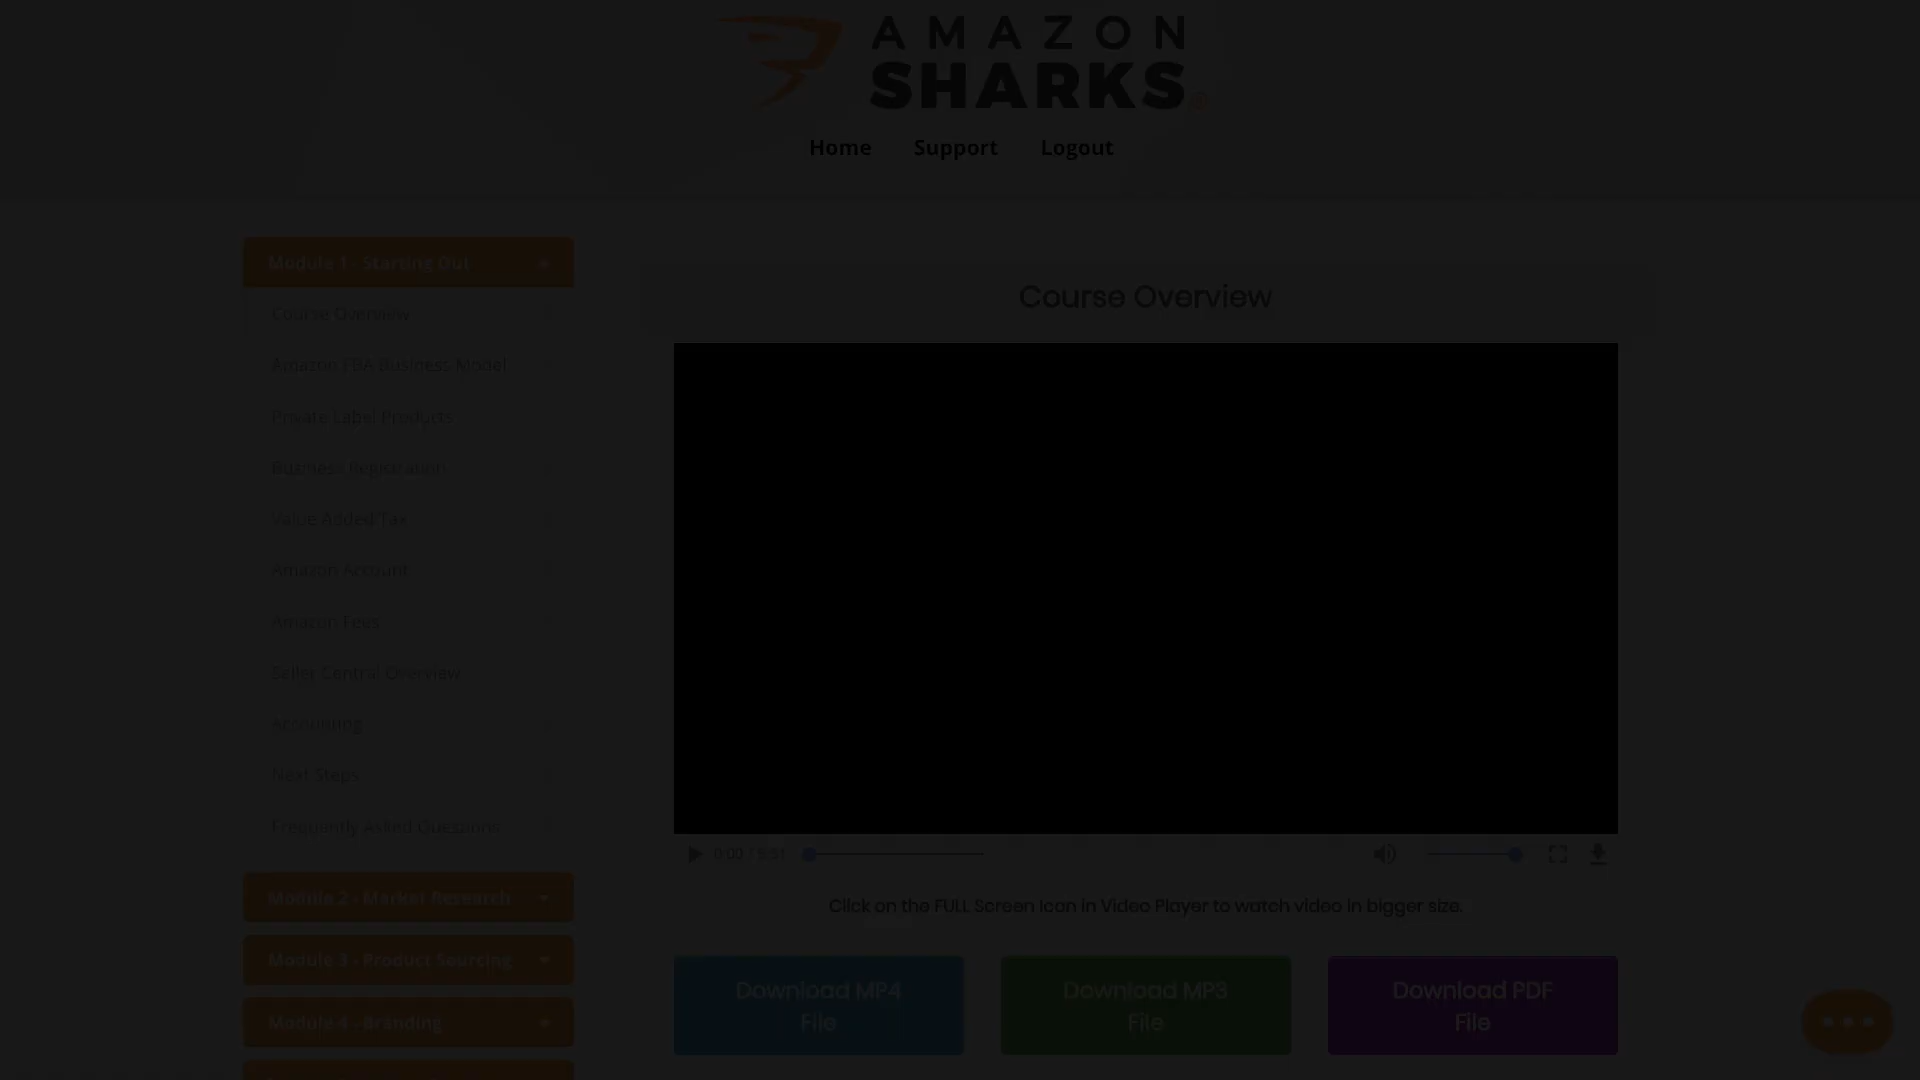 AMAZON
SHARKS®
Home Support Logout
Module 1 - Starting Out
Course Overview
Amazon FBA Business Model
Private Label Products
Business Registration
Value Added Tax
Amazon Account
Amazon Fees
Seller Central Overview
Accounting
Next Steps
Frequently Asked Questions
Module 2 - Market Research
Module 3 - Product Sourcing
Module 4 - Branding
Course Overview
0:00
Click on the FULL Screen Icon in Video Player to watch video in bigger size.
Download MP4
File
Download MP3
File
Download PDF
File